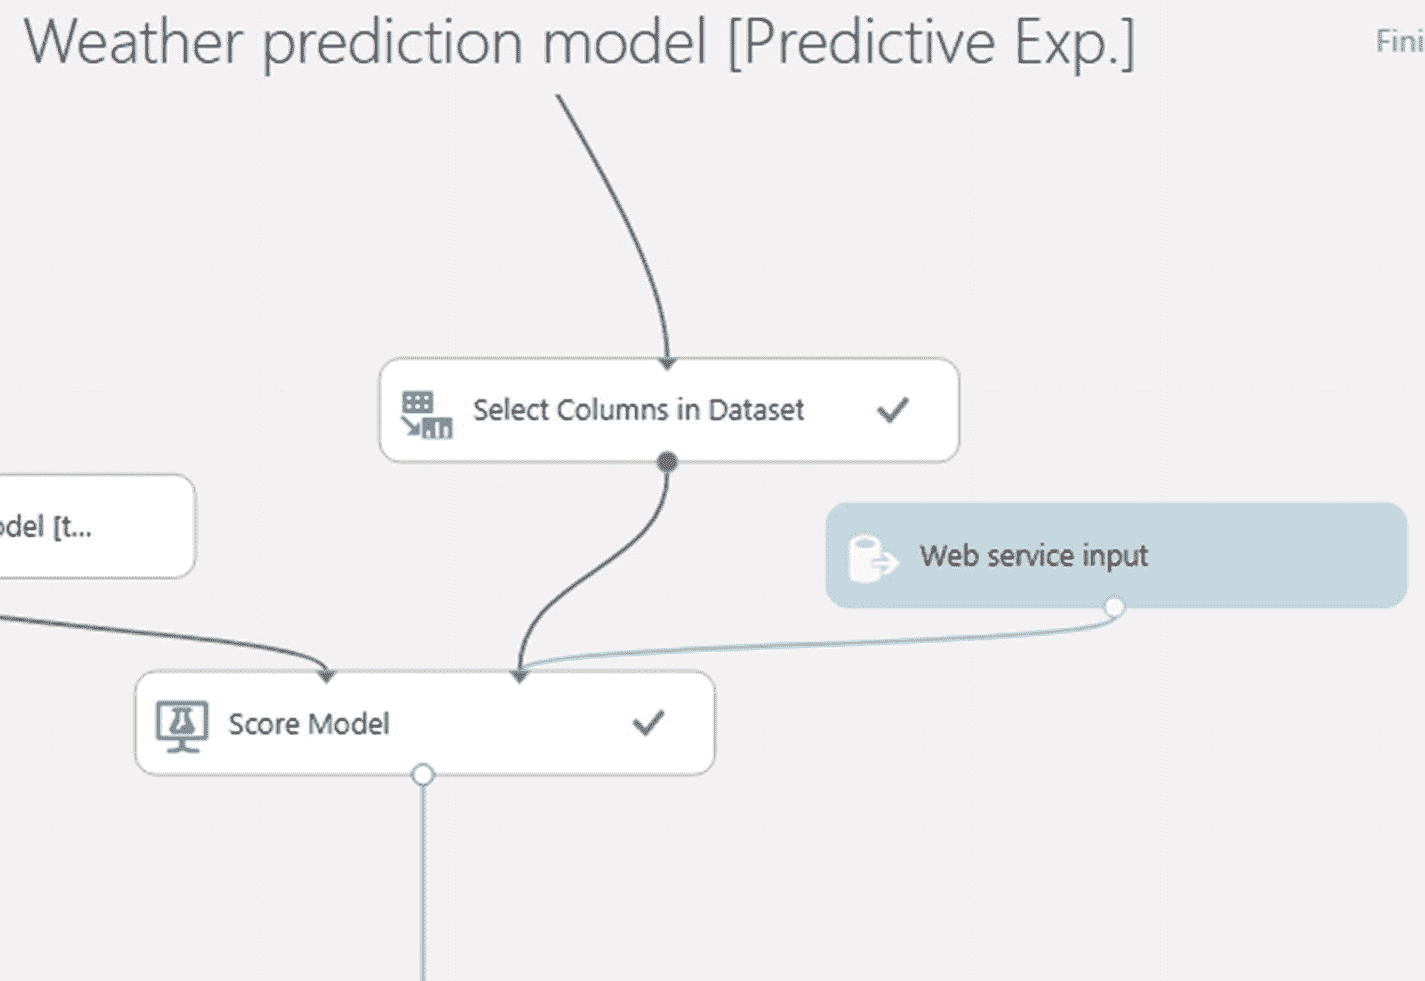 Weather prediction model [Predictive Exp.]
Fini
Select Columns in Dataset
odel [t...
Web service input
Score Model